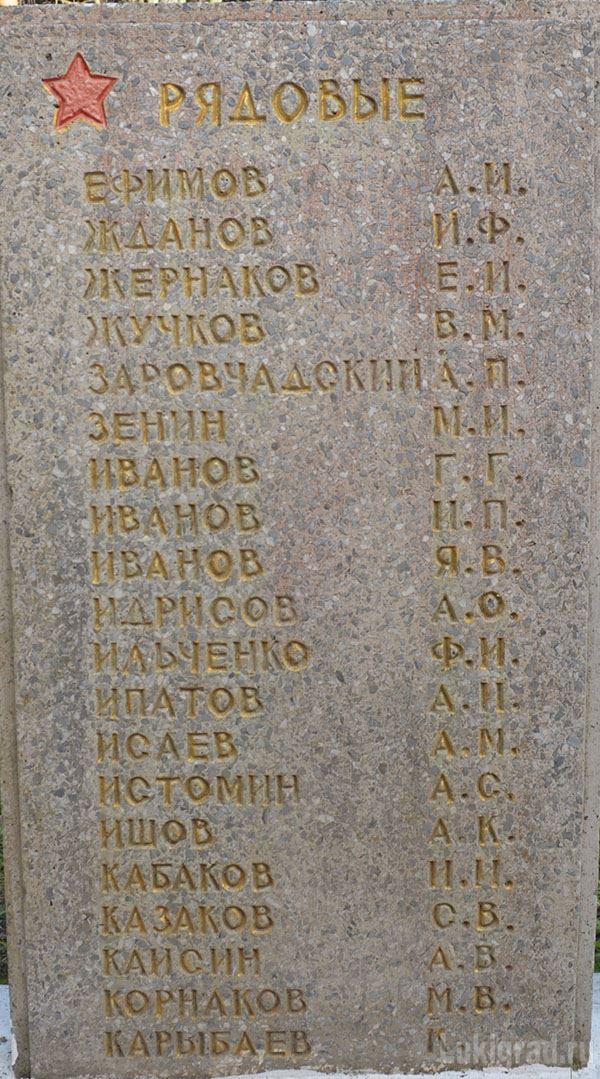 РЯДОВЫЕ
ЕФИМОВ А.И.
ЖДАНОВ И.Ф.
ЖЕРНАКОВ Е.И.
ЖУЧКОВ В.М.
ЗАРОВЧАДСКИЙ А.П.
ЗЕНИН М.И.
ИВАНОВ Г.Г.
ИВАНОВ И.П.
ИВАНОВ Я.В.
ИДРИСОВ А.О.
ИЛЬЧЕНКО Ф.И.
ИПАТОВ А.И.
ИСАЕВ А.М.
ИСТОМИН А.С.
ИШОВ А.К.
КАБАКОВ И.И.
КАЗАКОВ С.В.
КАИСИН А.В.
КОРНАКОВ М.В.
КАРЫБАЕВ К